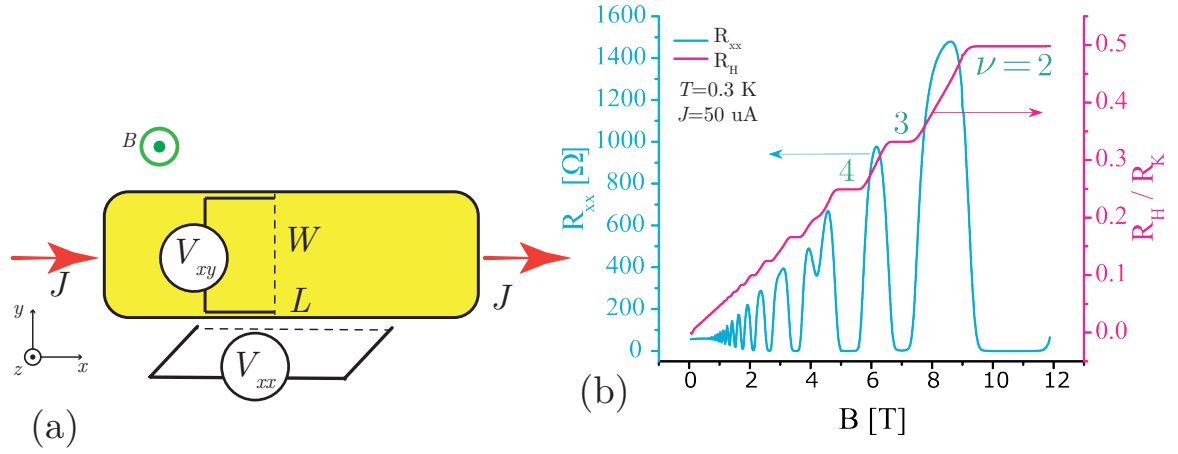 B
V_xy
W
L
J
J
y
z
x
V_xx
(a)
1600
1400
1200
1000
800
600
400
200
0
R_xx [Ω]
R_xx
R_H
T=0.3 K
J=50 uA
4
3
ν = 2
0.5
0.4
0.3
0.2
0.1
0.0
R_H / R_K
0 2 4 6 8 10 12
B [T]
(b)